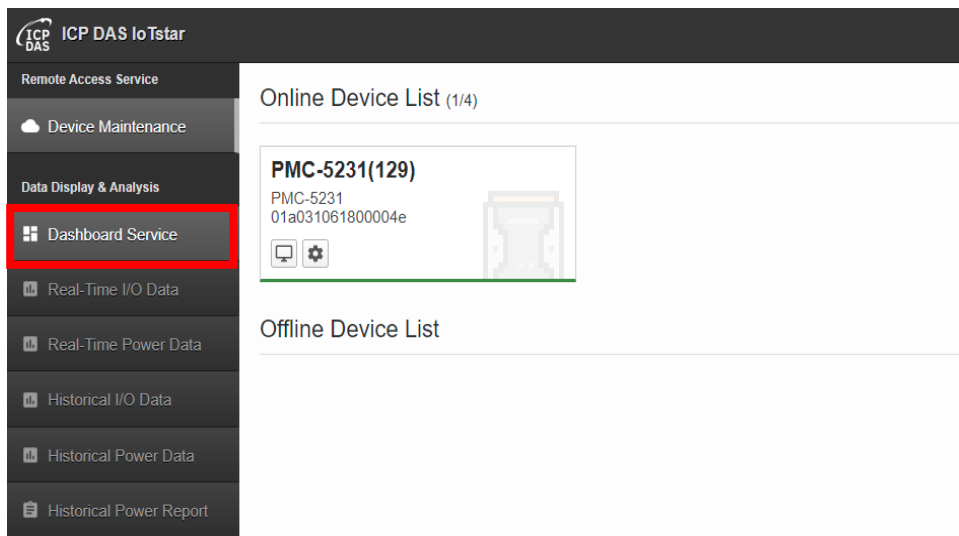 ICP DAS
ICP DAS IoTstar
Remote Access Service
Device Maintenance
Data Display & Analysis
Dashboard Service
Real-Time I/O Data
Real-Time Power Data
Historical I/O Data
Historical Power Data
Historical Power Report
Online Device List (1/4)
PMC-5231(129)
PMC-5231
01a031061800004e
Offline Device List